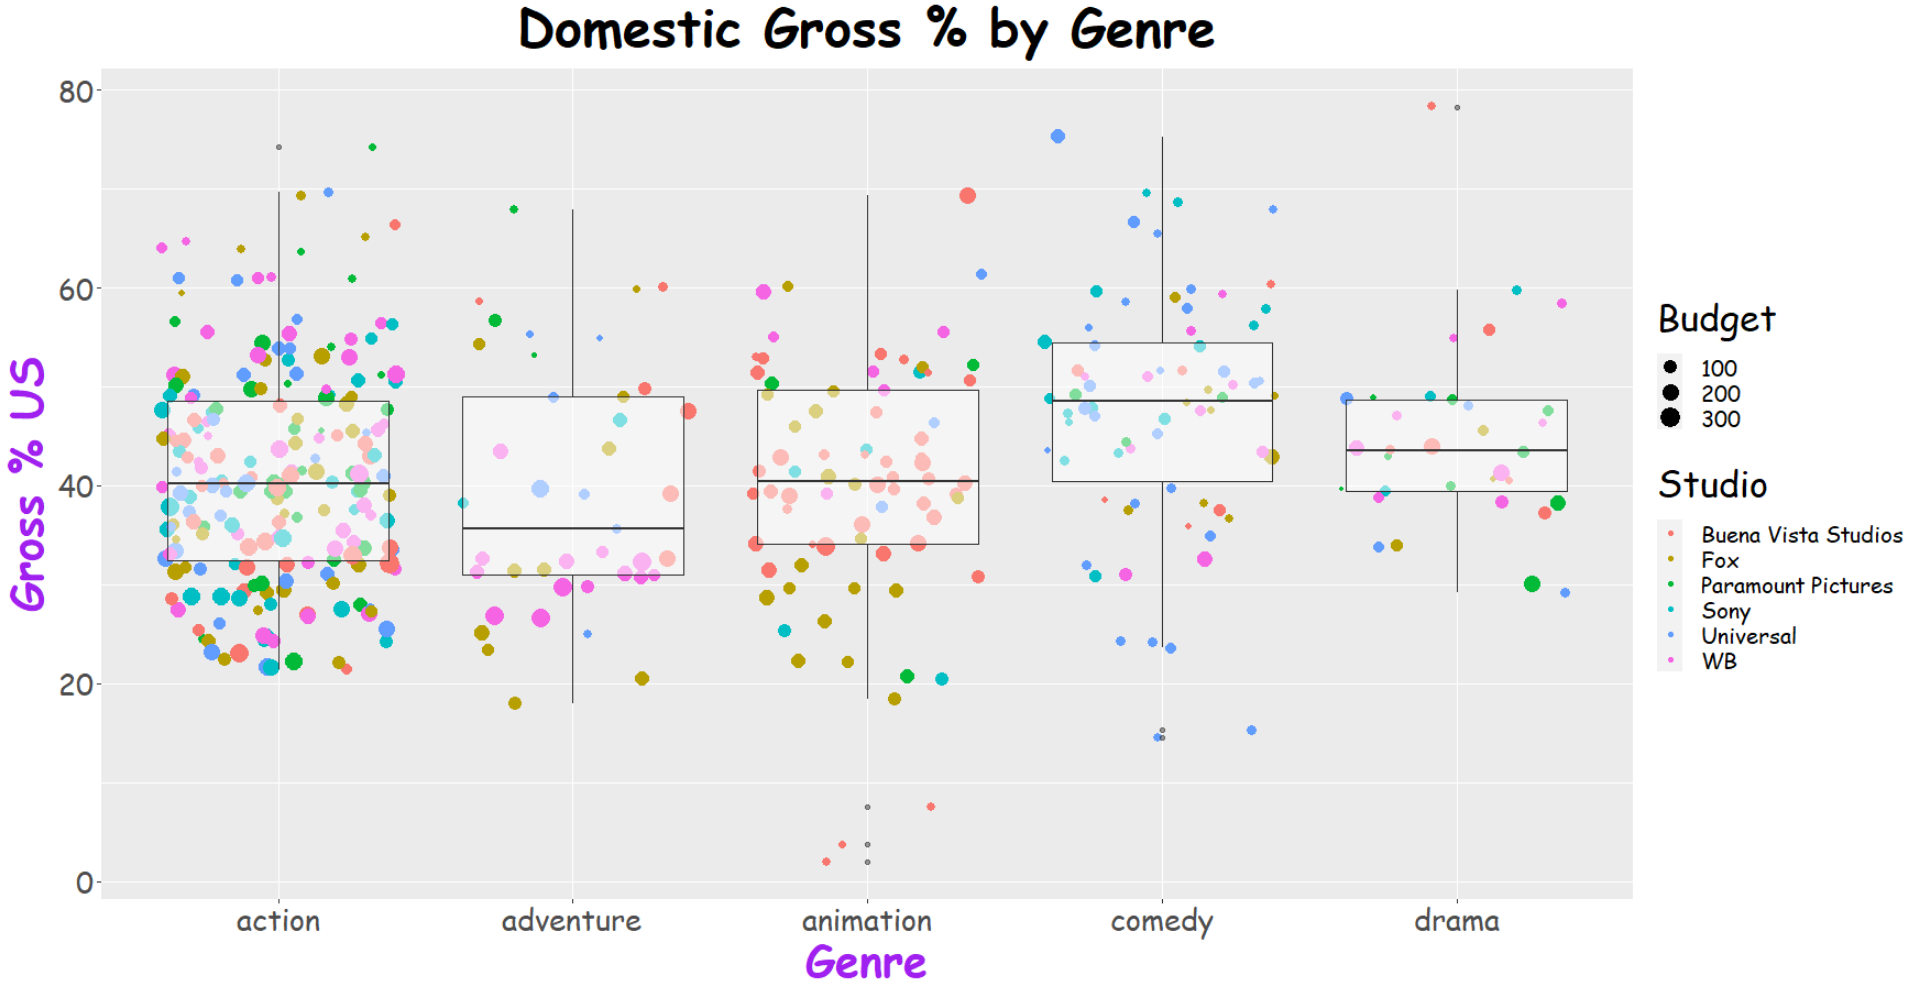 Domestic Gross % by Genre
Gross % US
80
60
40
20
0
action adventure animation comedy drama
Genre
Budget
100
200
300
Studio
Buena Vista Studios
Fox
Paramount Pictures
Sony
Universal
WB